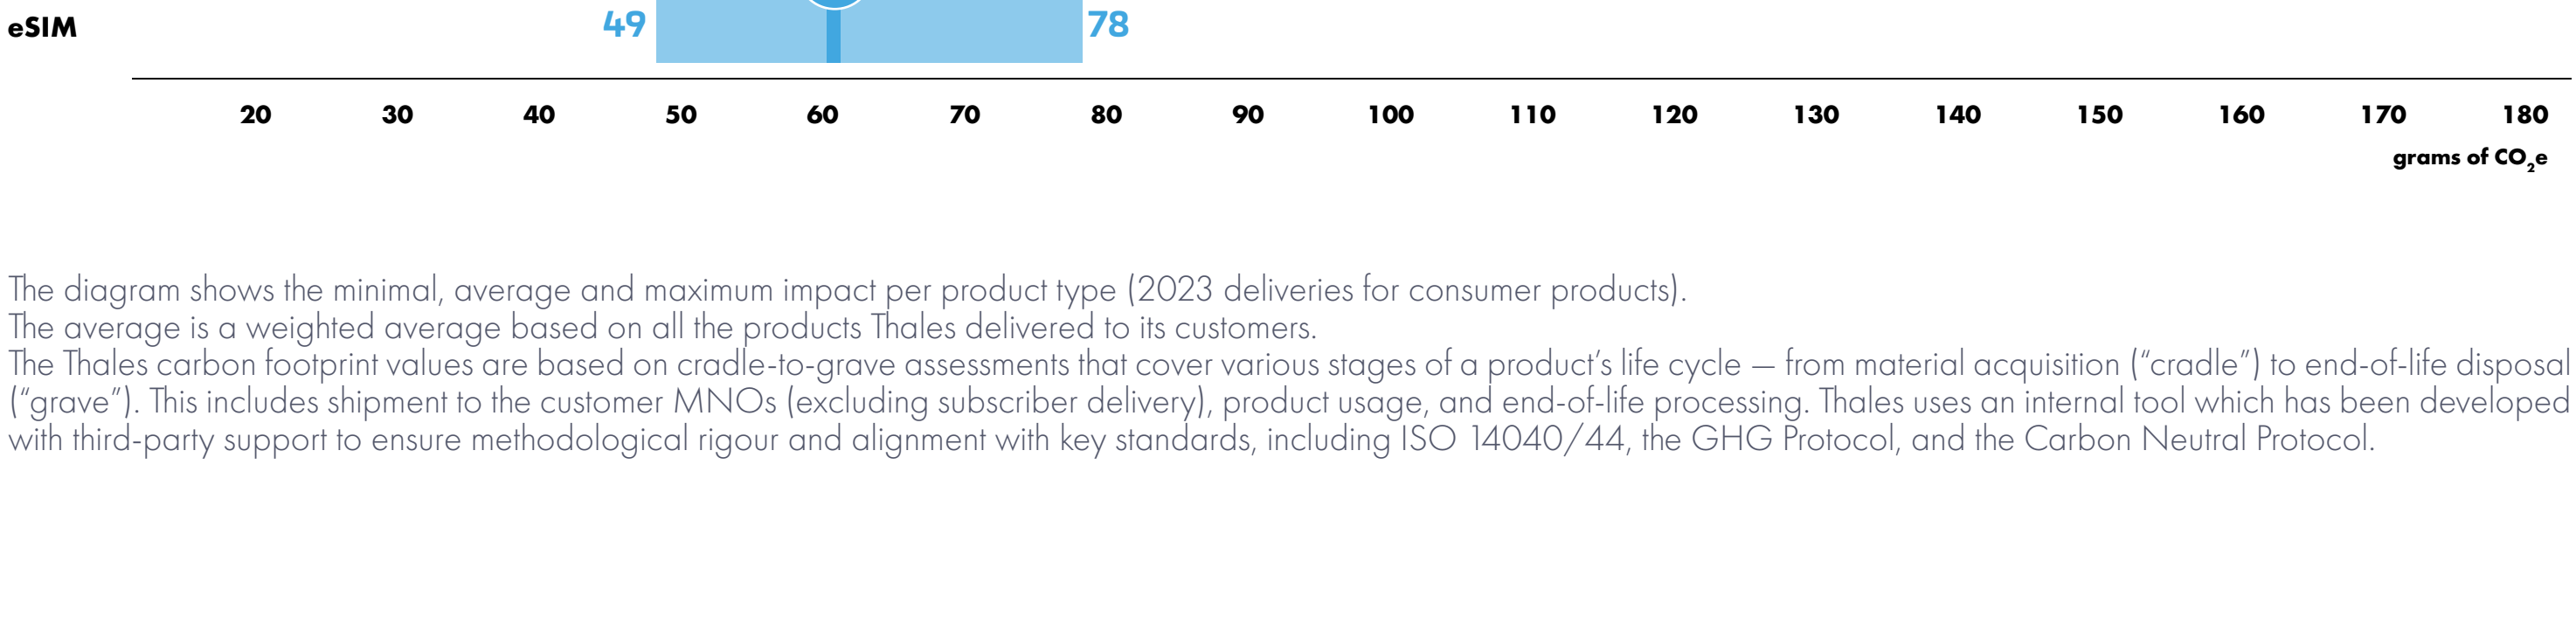 eSIM 49 78
20 30 40 50 60 70 80 90 100 110 120 130 140 150 160 170 180
grams of CO₂e
The diagram shows the minimal, average and maximum impact per product type (2023 deliveries for consumer products).
The average is a weighted average based on all the products Thales delivered to its customers.
The Thales carbon footprint values are based on cradle-to-grave assessments that cover various stages of a product’s life cycle — from material acquisition (“cradle”) to end-of-life disposal
(“grave”). This includes shipment to the customer MNOs (excluding subscriber delivery), product usage, and end-of-life processing. Thales uses an internal tool which has been developed
with third-party support to ensure methodological rigour and alignment with key standards, including ISO 14040/44, the GHG Protocol, and the Carbon Neutral Protocol.